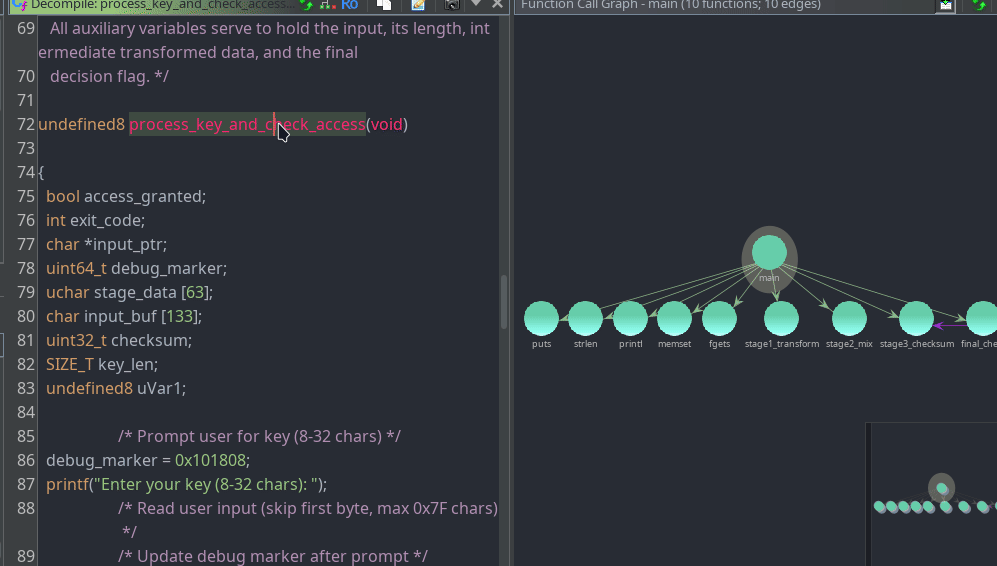 Decompile: process_key_and_check_access...
Ro
69 All auxiliary variables serve to hold the input, its length, int
ermediate transformed data, and the final
70 decision flag. */
71
72 undefined8 process_key_and_check_access(void)
73
74 {
75 bool access_granted;
76 int exit_code;
77 char *input_ptr;
78 uint64_t debug_marker;
79 uchar stage_data [63];
80 char input_buf [133];
81 uint32_t checksum;
82 SIZE_T key_len;
83 undefined8 uVar1;
84
85 /* Prompt user for key (8-32 chars) */
86 debug_marker = 0x101808;
87 printf("Enter your key (8-32 chars): ");
88 /* Read user input (skip first byte, max 0x7F chars)
*/
89 /* Update debug marker after prompt */
Function Call Graph - main (10 functions; 10 edges)
main
puts
strlen
printf
memset
fgets
stage1_transform
stage2_mix
stage3_checksum
final_che